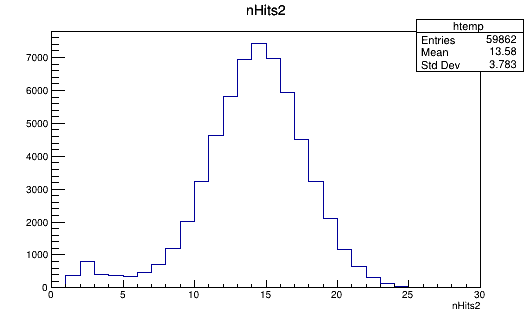 nHits2
htemp
Entries 59862
Mean 13.58
Std Dev 3.783
7000
6000
5000
4000
3000
2000
1000
0
0 5 10 15 20 25 30
nHits2